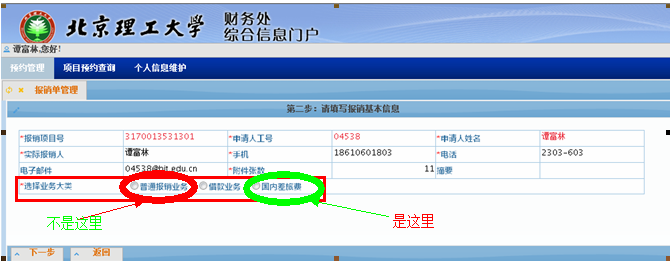 北京理工大学 财务处
综合信息门户
谭富林,您好!
预约管理 项目预约查询 个人信息维护
报销单管理
第二步：请填写报销基本信息
*报销项目号 3170013531301 *申请人工号 04538 *申请人姓名 谭富林
*实际报销人 谭富林 *手机 18610601803 *电话 2303-603
电子邮件 04538@bit.edu.cn *附件张数 11 摘要
*选择业务大类 普通报销业务 借款业务 国内差旅费
不是这里 是这里
下一步 返回